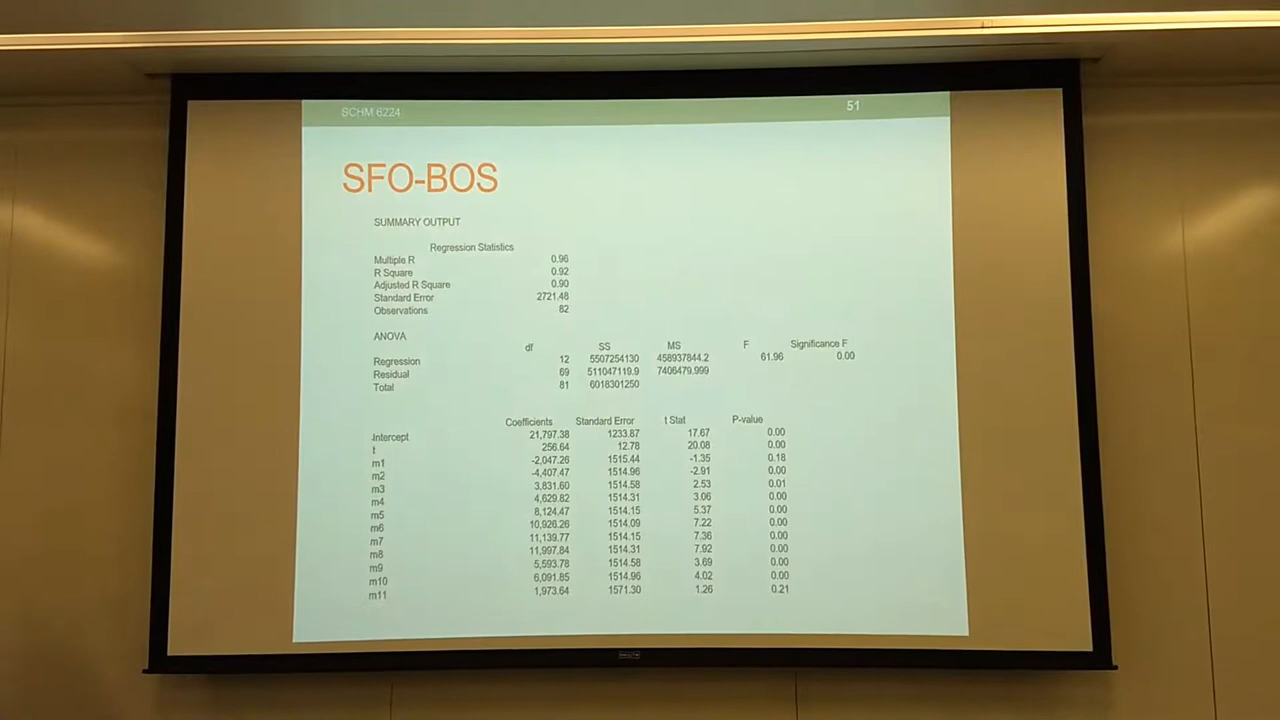 SCHM 6224
51
SFO-BOS
SUMMARY OUTPUT
Regression Statistics
Multiple R 0.96
R Square 0.92
Adjusted R Square 0.90
Standard Error 2721.48
Observations 82
ANOVA
df SS MS F Significance F
Regression 12 5507254130 458937844.2 61.96 0.00
Residual 69 511047119.9 7406479.999
Total 81 6018301250
Coefficients Standard Error t Stat P-value
Intercept 21,797.38 1233.87 17.67 0.00
t 256.64 12.78 20.08 0.00
m1 -2,047.26 1515.44 -1.35 0.18
m2 -4,407.47 1514.96 -2.91 0.00
m3 3,831.60 1514.58 2.53 0.01
m4 4,629.82 1514.31 3.06 0.00
m5 8,124.47 1514.15 5.37 0.00
m6 10,926.26 1514.09 7.22 0.00
m7 11,139.77 1514.15 7.36 0.00
m8 11,997.84 1514.31 7.92 0.00
m9 5,593.78 1514.58 3.69 0.00
m10 6,091.85 1514.96 4.02 0.00
m11 1,973.64 1571.30 1.26 0.21